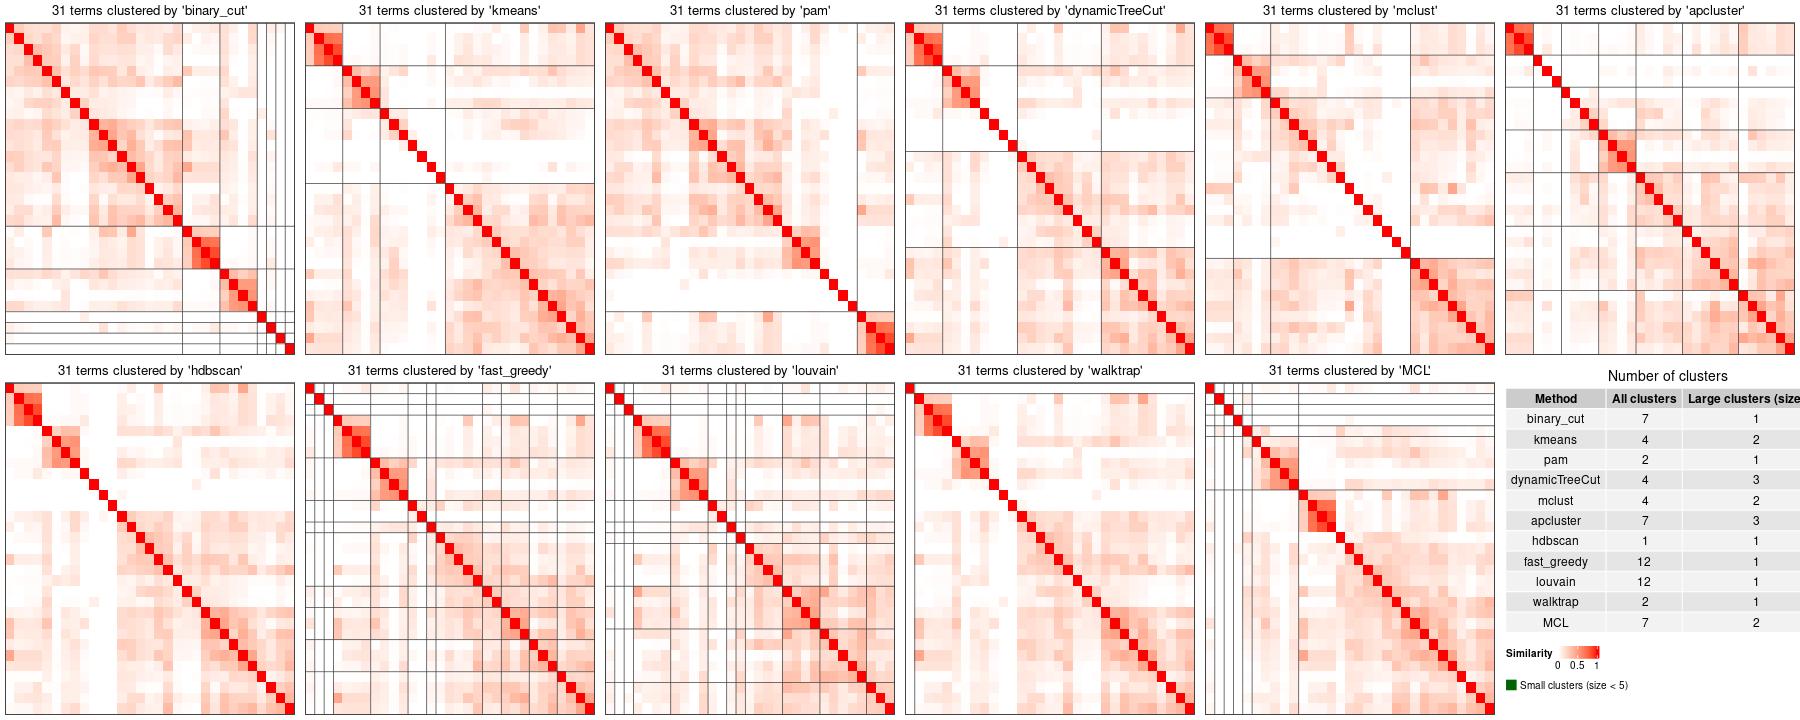 31 terms clustered by 'binary_cut'
31 terms clustered by 'kmeans'
31 terms clustered by 'pam'
31 terms clustered by 'dynamicTreeCut'
31 terms clustered by 'mclust'
31 terms clustered by 'apcluster'
31 terms clustered by 'hdbscan'
31 terms clustered by 'fast_greedy'
31 terms clustered by 'louvain'
31 terms clustered by 'walktrap'
31 terms clustered by 'MCL'
Number of clusters
Method All clusters Large clusters (size
binary_cut 7 1
kmeans 4 2
pam 2 1
dynamicTreeCut 4 3
mclust 4 2
apcluster 7 3
hdbscan 1 1
fast_greedy 12 1
louvain 12 1
walktrap 2 1
MCL 7 2
Similarity
0 0.5 1
Small clusters (size < 5)